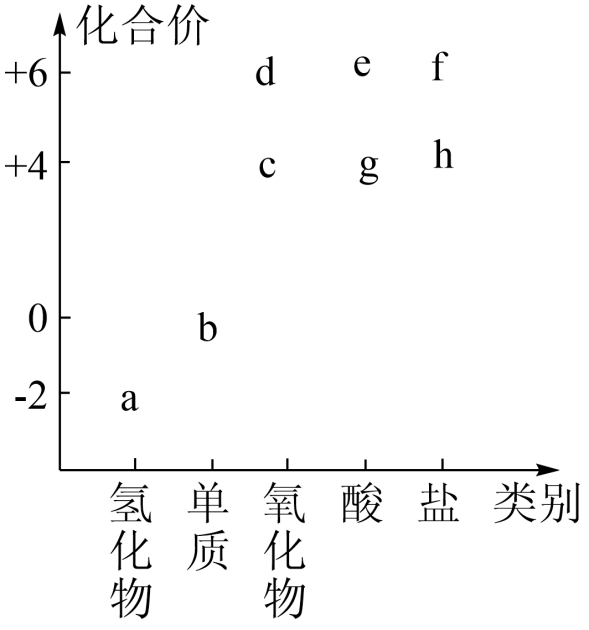 化合价
+6 d e f
+4 c g h
0 b
-2 a
氢化物 单质 氧化物 酸 盐 类别